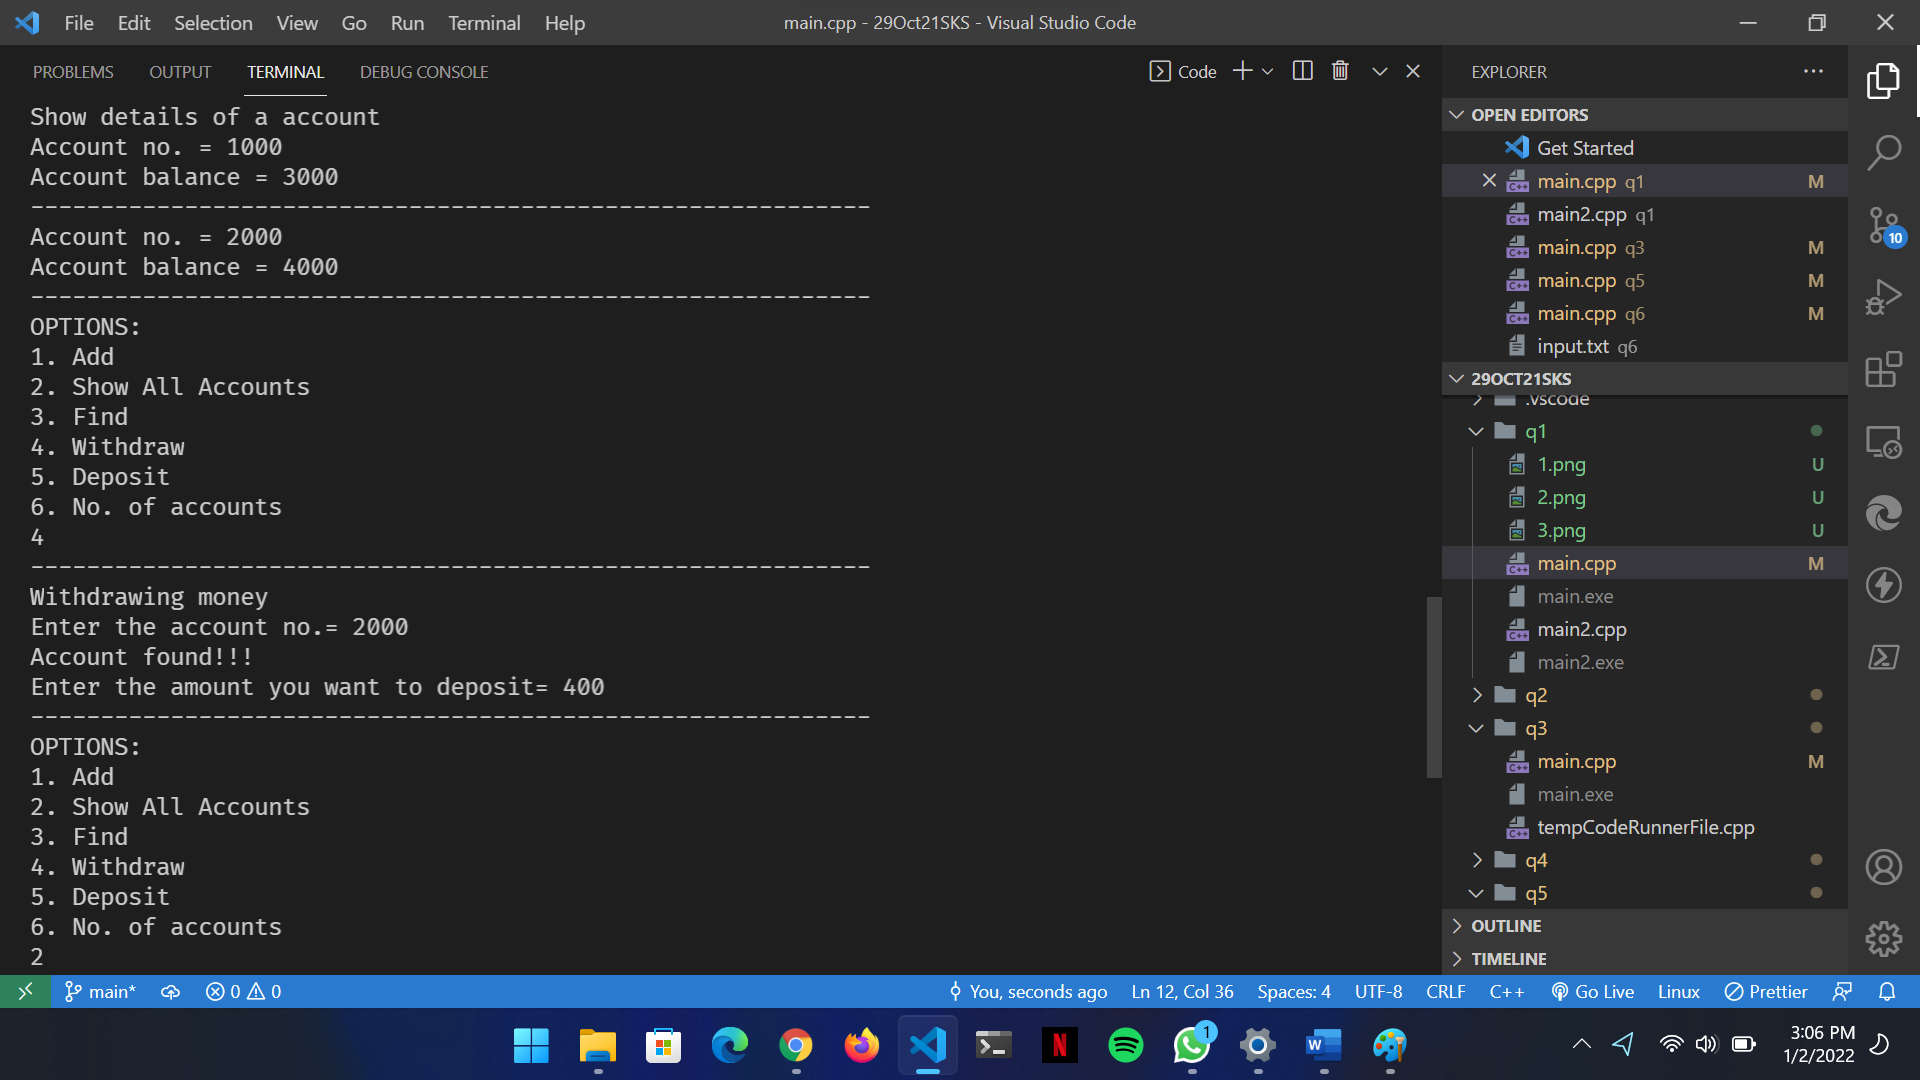 File Edit Selection View Go Run Terminal Help
main.cpp - 29Oct21SKS - Visual Studio Code
PROBLEMS OUTPUT TERMINAL DEBUG CONSOLE
Code
Show details of a account
Account no. = 1000
Account balance = 3000
------------------------------------------------------------
Account no. = 2000
Account balance = 4000
------------------------------------------------------------
OPTIONS:
1. Add
2. Show All Accounts
3. Find
4. Withdraw
5. Deposit
6. No. of accounts
4
------------------------------------------------------------
Withdrawing money
Enter the account no.= 2000
Account found!!!
Enter the amount you want to deposit= 400
------------------------------------------------------------
OPTIONS:
1. Add
2. Show All Accounts
3. Find
4. Withdraw
5. Deposit
6. No. of accounts
2
EXPLORER
OPEN EDITORS
Get Started
main.cpp q1 M
main2.cpp q1
main.cpp q3 M
main.cpp q5 M
main.cpp q6 M
input.txt q6
29OCT21SKS
.vscode
q1
1.png U
2.png U
3.png U
main.cpp M
main.exe
main2.cpp
main2.exe
q2
q3
main.cpp M
main.exe
tempCodeRunnerFile.cpp
q4
q5
OUTLINE
TIMELINE
10
main* 0 0
You, seconds ago Ln 12, Col 36 Spaces: 4 UTF-8 CRLF C++ Go Live Linux Prettier
N
1
W
3:06 PM
1/2/2022